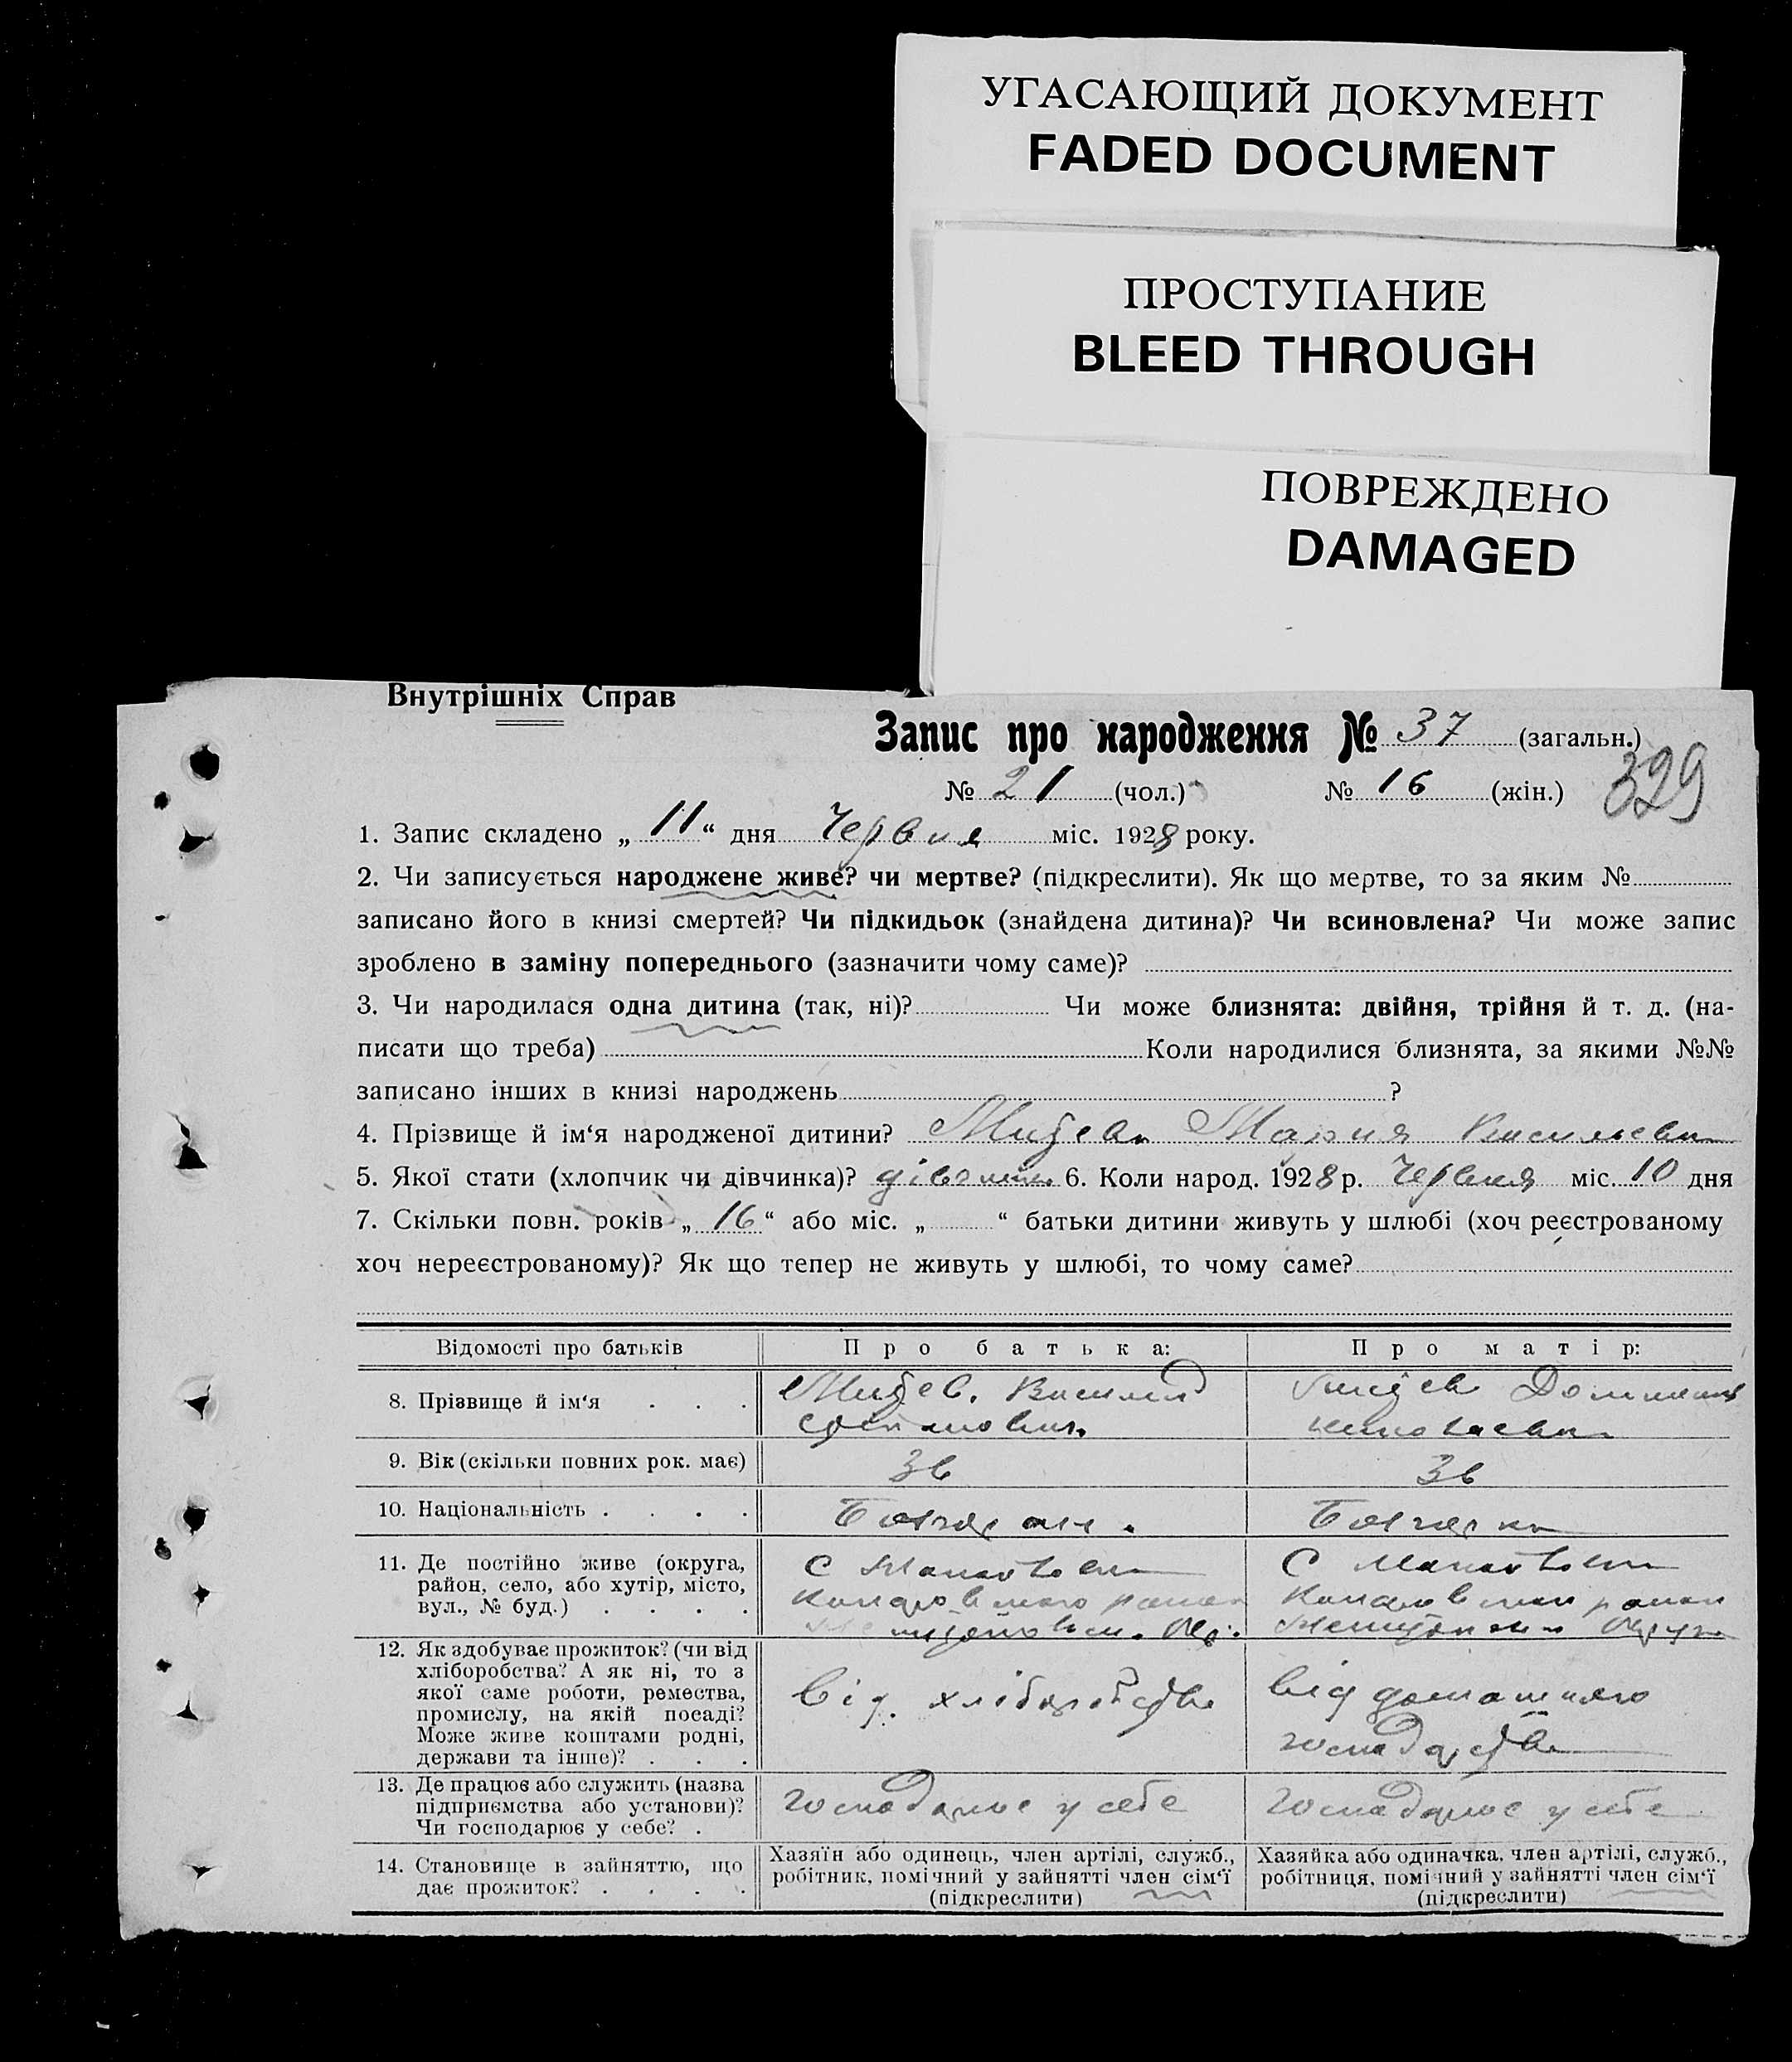 УГАСАЮЩИЙ ДОКУМЕНТ
FADED DOCUMENT
ПРОСТУПАНИЕ
BLEED THROUGH
ПОВРЕЖДЕНО
DAMAGED
Внутрішніх Справ
Запис про народження № 37 (загальн.)
№ 21 (чол.) № 16 (жін.) 329
1. Запис складено „ 11 “ дня Червня міс. 1928 року.
2. Чи записується народжене живе? чи мертве? (підкреслити). Як що мертве, то за яким №
записано його в книзі смертей? Чи підкидьок (знайдена дитина)? Чи всиновлена? Чи може запис
зроблено в заміну попереднього (зазначити чому саме)?
3. Чи народилася одна дитина (так, ні)? Чи може близнята: двійня, трійня й т. д. (на-
писати що треба) Коли народилися близнята, за якими №№
записано інших в книзі народжень ?
4. Прізвище й ім‘я народженої дитини? Мария Васильевна
5. Якої стати (хлопчик чи дівчинка)? дівчинка 6. Коли народ. 1928 р. Червня міс. 10 дня
7. Скільки повн. років „ 16 “ або міс. „ “ батьки дитини живуть у шлюбі (хоч реєстрованому
хоч нереєстрованому)? Як що тепер не живуть у шлюбі, то чому саме?
Відомості про батьків Про батька: Про матір:
8. Прізвище й ім‘я . . . Василий
9. Вік (скільки повних рок. має) 36 36
10. Національність . . . . Болгарин. Болгарка
11. Де постійно живе (округа, С С
район, село, або хутір, місто,
вул., № буд.) . . . .
12. Як здобуває прожиток? (чи від
хліборобства? А як ні, то з
якої саме роботи, ремества, Від хліборобства Від домашнього
промислу, на якій посаді? господарства
Може живе коштами родні,
держави та інше)? . . .
13. Де працює або служить (назва
підприємства або установи)? господарює у себе господарює у себе
Чи господарює у себе? .
14. Становище в зайняттю, що Хазяїн або одинець, член артілі, служб., Хазяйка або одиначка, член артілі, служб.,
дає прожиток? . . . . робітник, помічний у зайнятті член сім‘ї робітниця, помічний у зайнятті член сім‘ї
(підкреслити) (підкреслити)